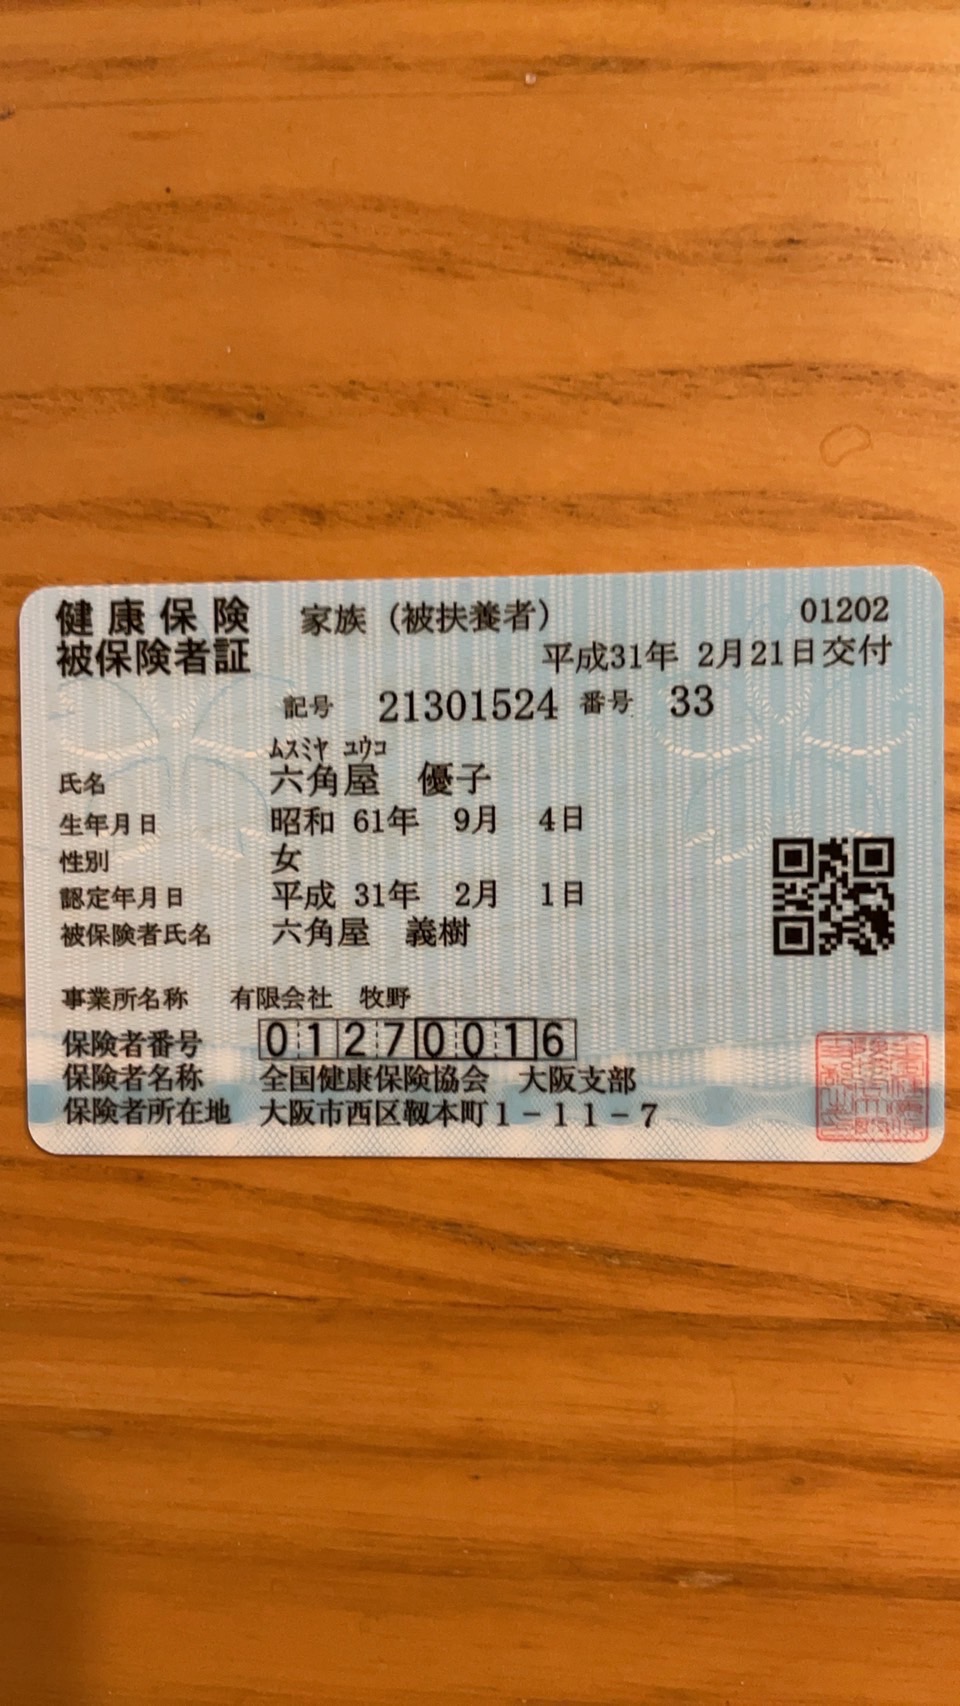 健康保険 家族（被扶養者） 01202
被保険者証 平成31年 2月21日交付
記号 21301524 番号 33
ムスミヤ ユウコ
氏名 六角屋 優子
生年月日 昭和 61年 9月 4日
性別 女
認定年月日 平成 31年 2月 1日
被保険者氏名 六角屋 義樹
事業所名称 有限会社 牧野
保険者番号 01270016
保険者名称 全国健康保険協会 大阪支部
保険者所在地 大阪市西区靱本町1-11-7